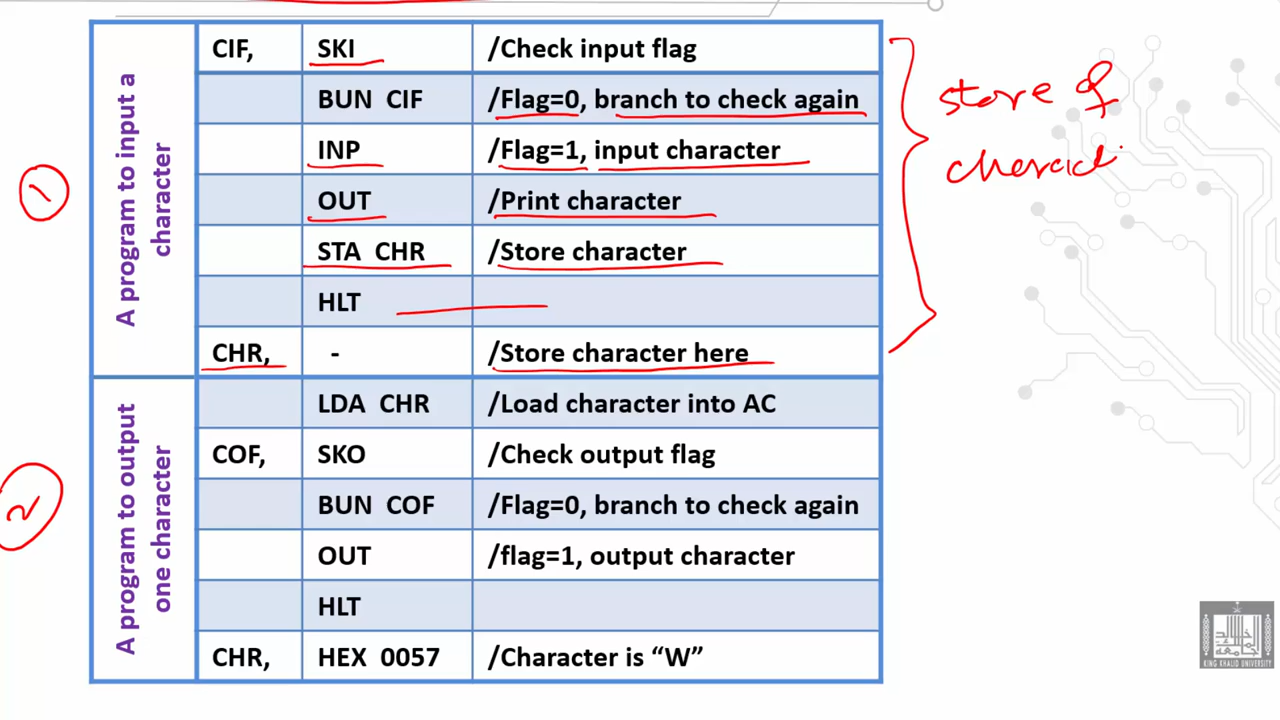 A program to input a character
CIF, SKI /Check input flag
BUN CIF /Flag=0, branch to check again
INP /Flag=1, input character
OUT /Print character
STA CHR /Store character
HLT
CHR, - /Store character here
A program to output one character
LDA CHR /Load character into AC
COF, SKO /Check output flag
BUN COF /Flag=0, branch to check again
OUT /flag=1, output character
HLT
CHR, HEX 0057 /Character is “W”
1
2
store of
KING KHALID UNIVERSITY